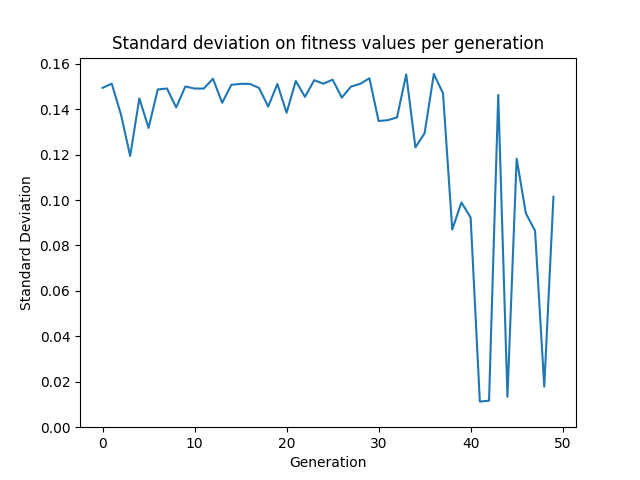 Standard deviation on fitness values per generation
0.16
0.14
0.12
0.10
0.08
0.06
0.04
0.02
0.00
Standard Deviation
0 10 20 30 40 50
Generation